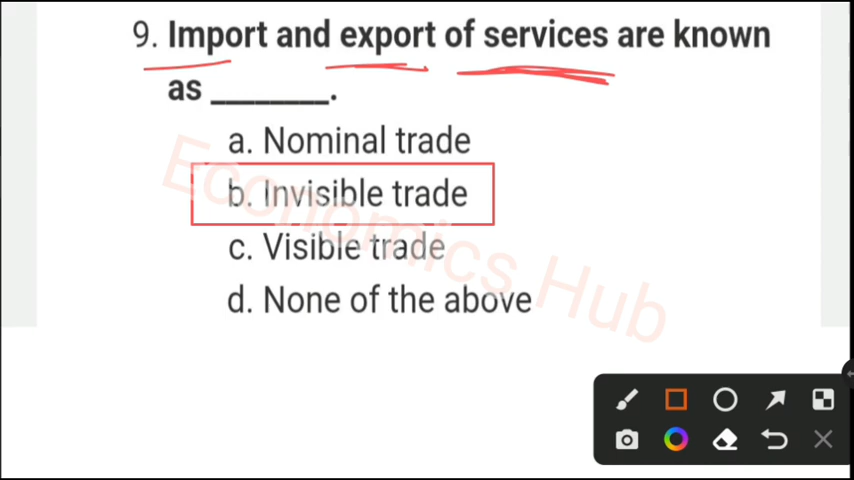 9. Import and export of services are known
as ________.
a. Nominal trade
b. Invisible trade
c. Visible trade
d. None of the above
Economics Hub